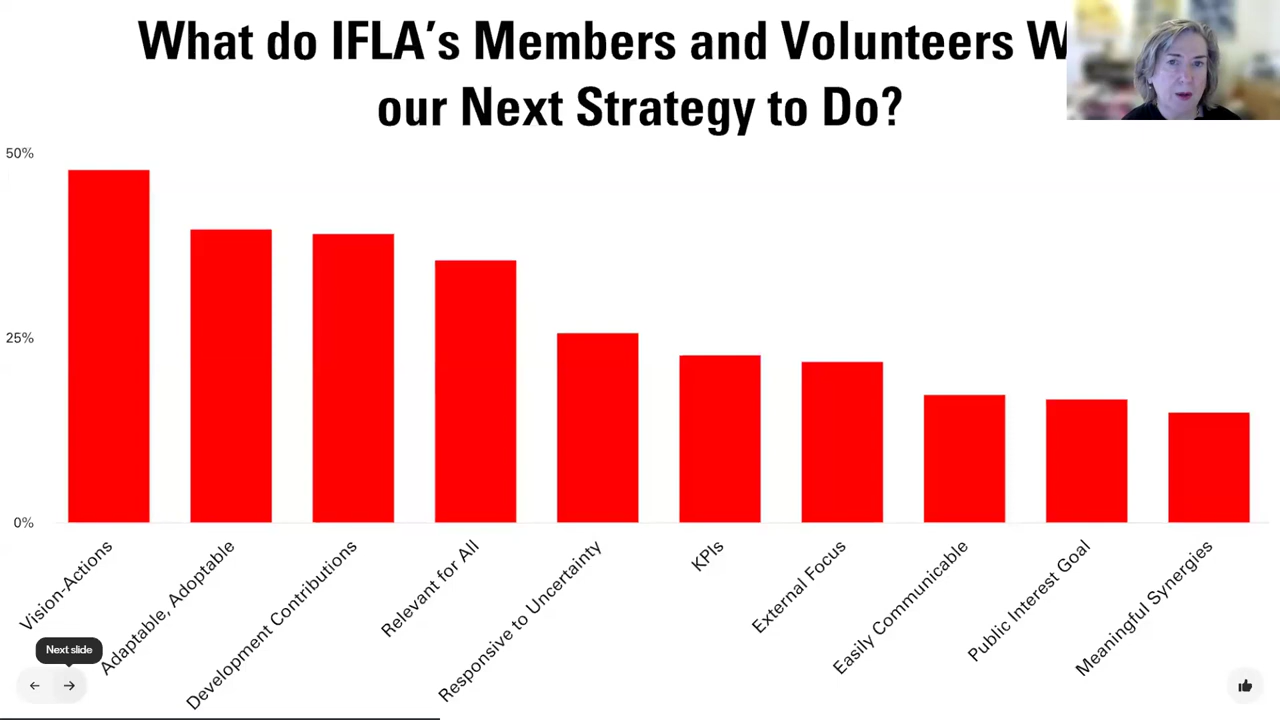 What do IFLA's Members and Volunteers
our Next Strategy to Do?
50%
25%
0%
Vision-Actions
Adaptable, Adoptable
Development Contributions
Relevant for All
Responsive to Uncertainty
KPIs
External Focus
Easily Communicable
Public Interest Goal
Meaningful Synergies
Next slide